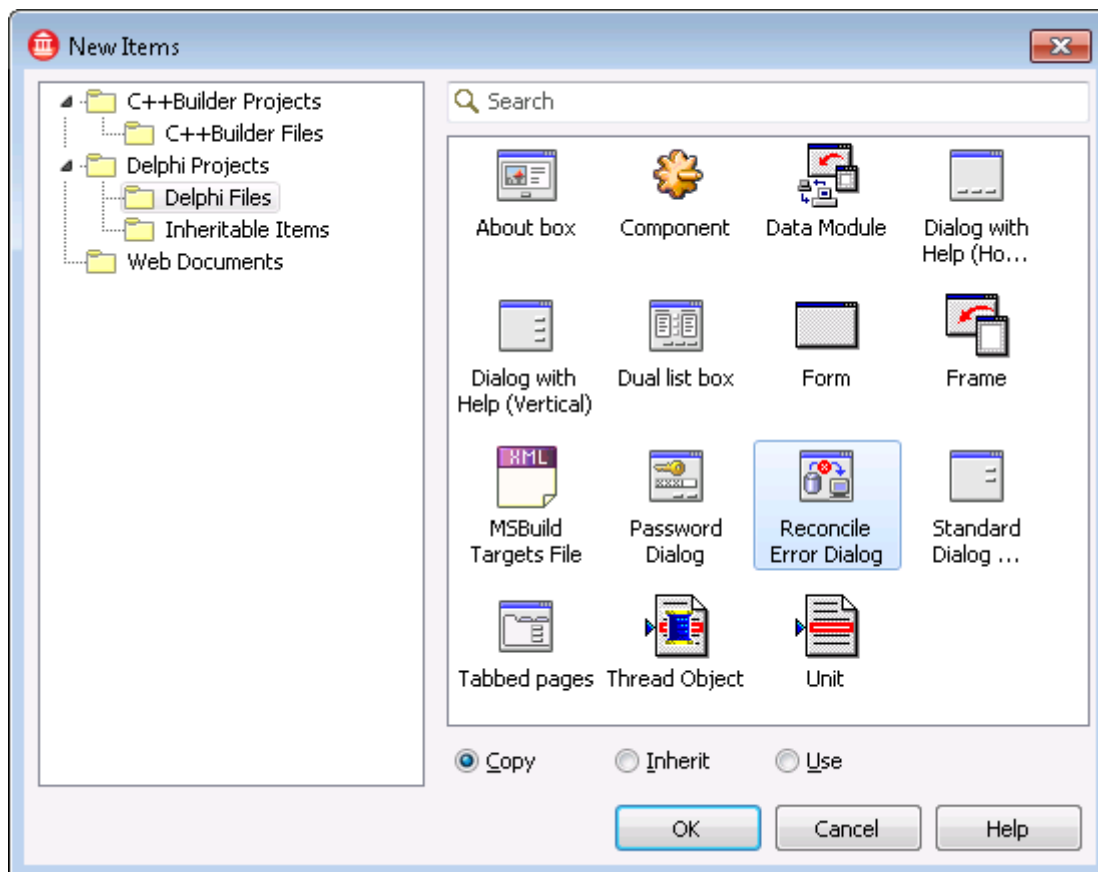 New Items
C++Builder Projects
C++Builder Files
Delphi Projects
Delphi Files
Inheritable Items
Web Documents
Search
About box
Component
Data Module
Dialog with
Help (Ho...
Dialog with
Help (Vertical)
Dual list box
Form
Frame
XML
MSBuild
Targets File
Password
Dialog
Reconcile
Error Dialog
Standard
Dialog ...
Tabbed pages
Thread Object
Unit
Copy
Inherit
Use
OK
Cancel
Help